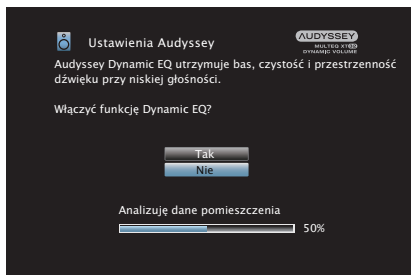 Ustawienia Audyssey
AUDYSSEY
MULTEQ XT32
DYNAMIC VOLUME
Audyssey Dynamic EQ utrzymuje bas, czystość i przestrzenność
dźwięku przy niskiej głośności.
Włączyć funkcję Dynamic EQ?
Tak
Nie
Analizuję dane pomieszczenia
50%